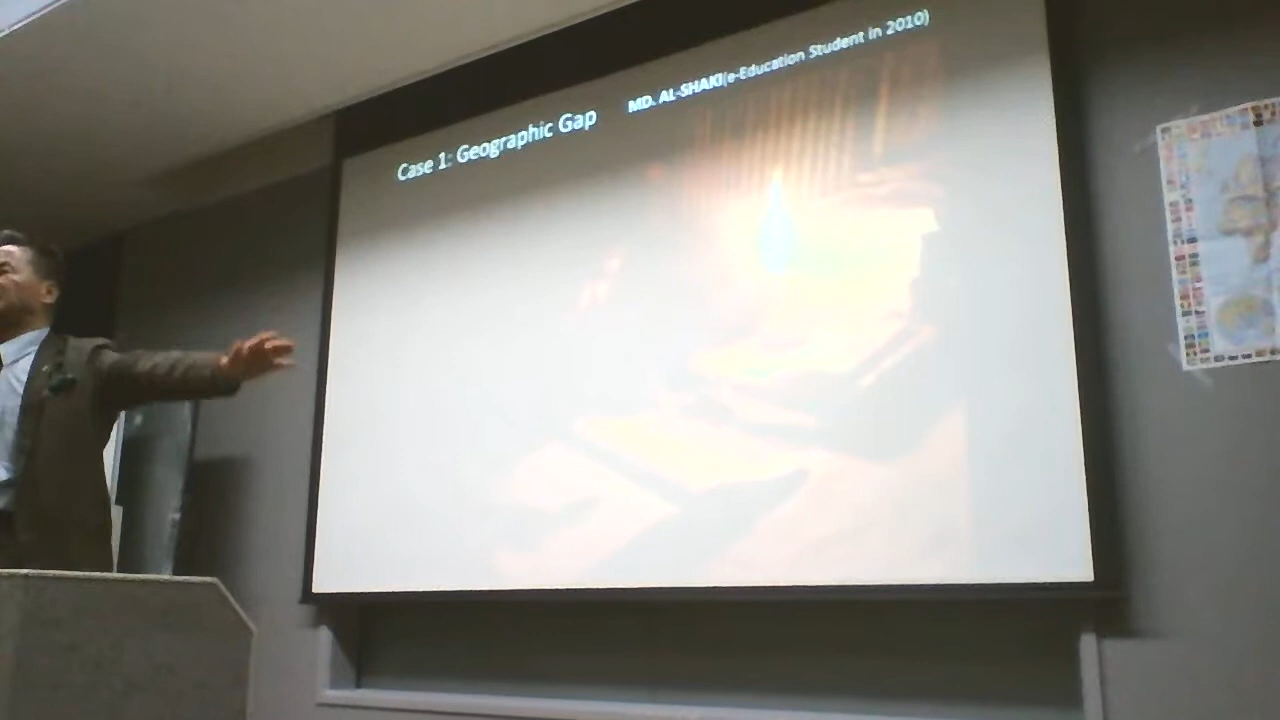 Case 1: Geographic Gap
MD. AL-SHAKI(e-Education Student in 2010)